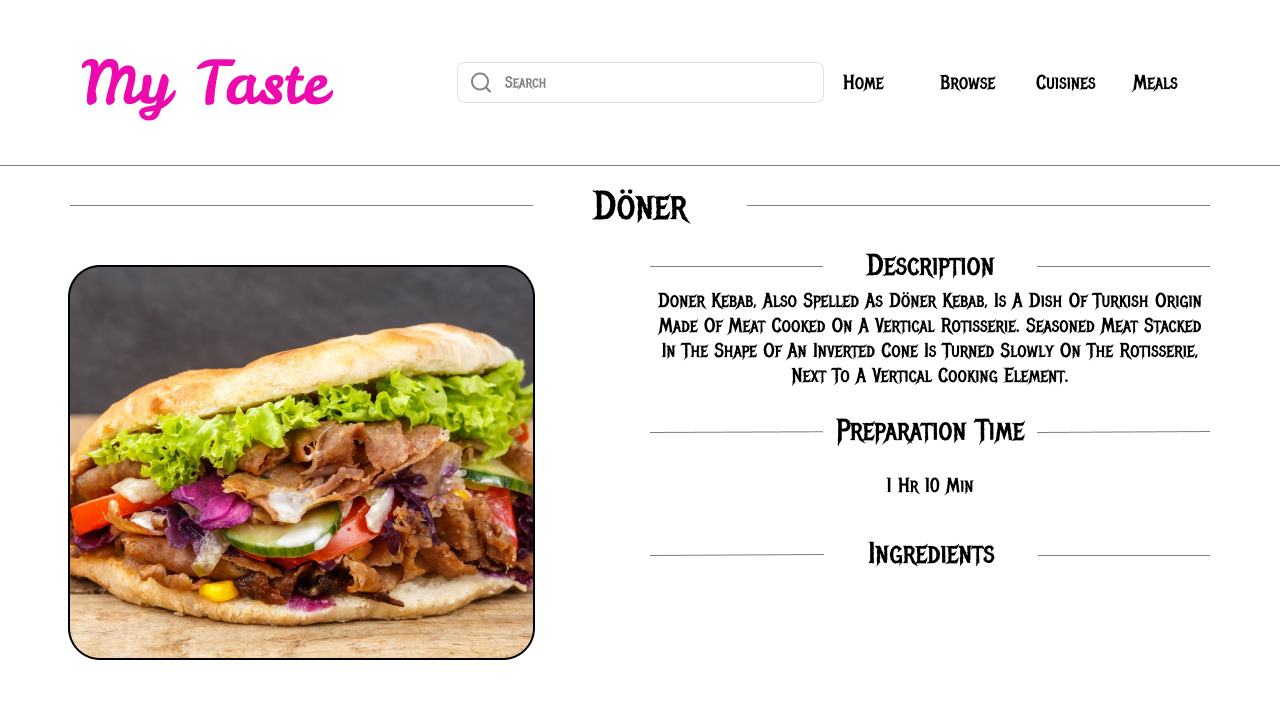 My Taste
Search
Home
Browse
Cuisines
Meals
Döner
Description
Doner Kebab, Also Spelled As Döner Kebab, Is A Dish Of Turkish Origin
Made Of Meat Cooked On A Vertical Rotisserie. Seasoned Meat Stacked
In The Shape Of An Inverted Cone Is Turned Slowly On The Rotisserie,
Next To A Vertical Cooking Element.
Preparation Time
1 Hr 10 Min
Ingredients